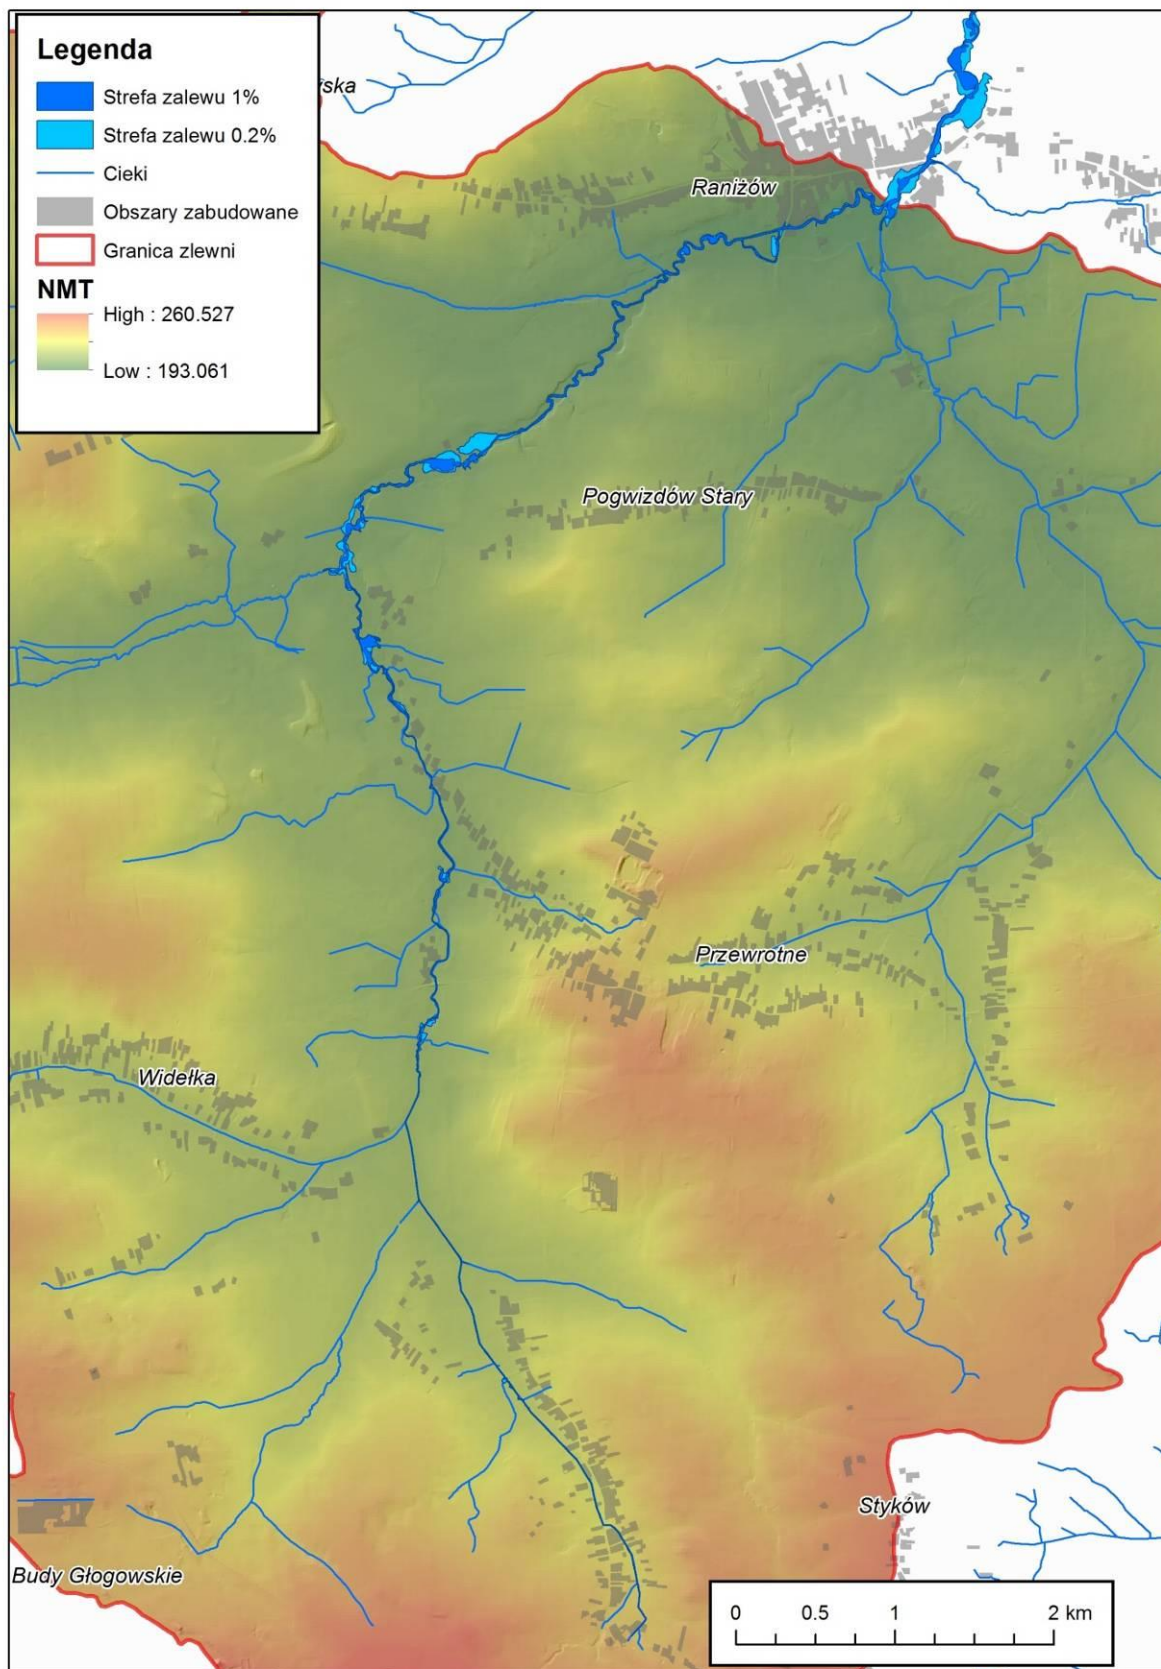 Legenda
Strefa zalewu 1%
Strefa zalewu 0.2%
Cieki
Obszary zabudowane
Granica zlewni
NMT
High : 260.527
Low : 193.061
ska
Raniżów
Pogwizdów Stary
Przewrotne
Widełka
Styków
Budy Głogowskie
0 0.5 1 2 km